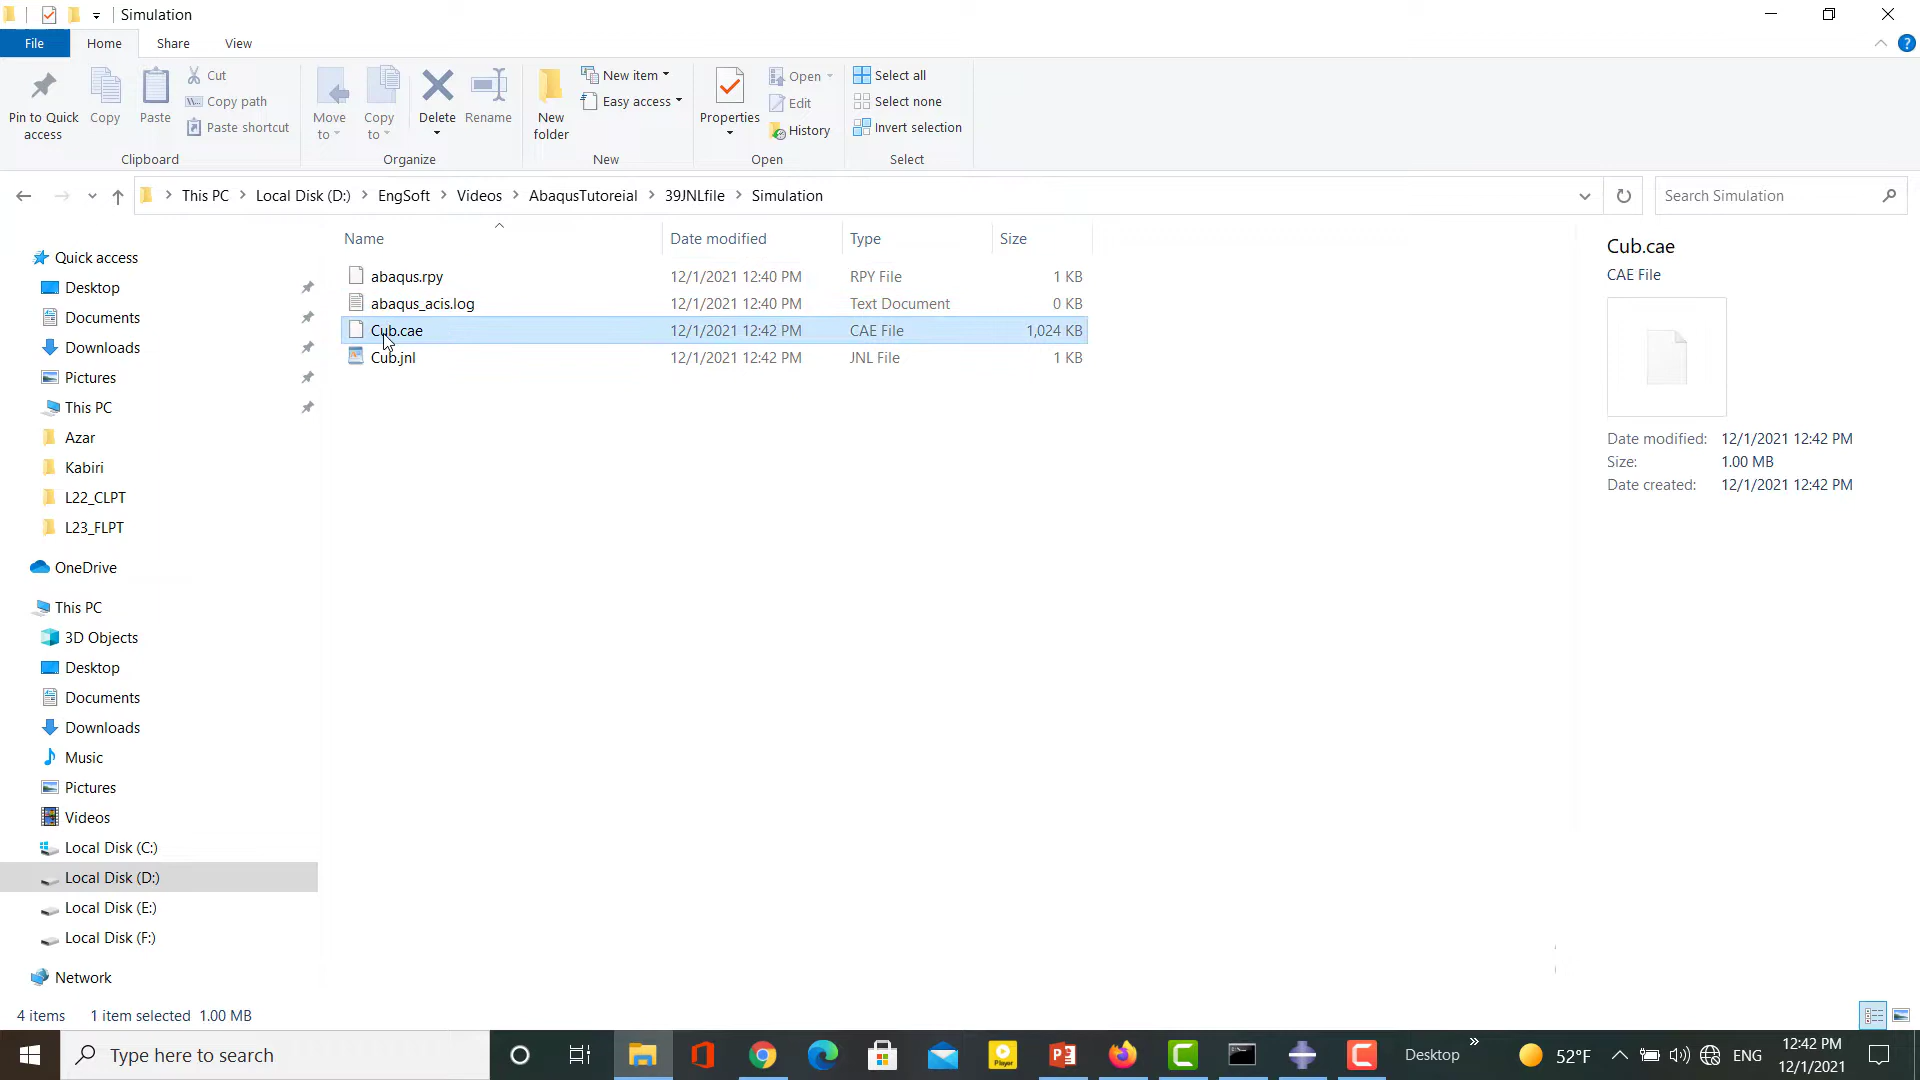 Simulation
File Home Share View
Pin to Quick access
Copy
Paste
Cut
Copy path
Paste shortcut
Clipboard
Move to
Copy to
Delete
Rename
Organize
New folder
New item
Easy access
New
Properties
Open
Edit
History
Open
Select all
Select none
Invert selection
Select
This PC Local Disk (D:) EngSoft Videos AbaqusTutoreial 39JNLfile Simulation
Search Simulation
Quick access
Desktop
Documents
Downloads
Pictures
This PC
Azar
Kabiri
L22_CLPT
L23_FLPT
OneDrive
This PC
3D Objects
Desktop
Documents
Downloads
Music
Pictures
Videos
Local Disk (C:)
Local Disk (D:)
Local Disk (E:)
Local Disk (F:)
Network
Name Date modified Type Size
abaqus.rpy 12/1/2021 12:40 PM RPY File 1 KB
abaqus_acis.log 12/1/2021 12:40 PM Text Document 0 KB
Cub.cae 12/1/2021 12:42 PM CAE File 1,024 KB
Cub.jnl 12/1/2021 12:42 PM JNL File 1 KB
Cub.cae
CAE File
Date modified: 12/1/2021 12:42 PM
Size: 1.00 MB
Date created: 12/1/2021 12:42 PM
4 items 1 item selected 1.00 MB
Type here to search
Player
Desktop
52°F
ENG
12:42 PM
12/1/2021